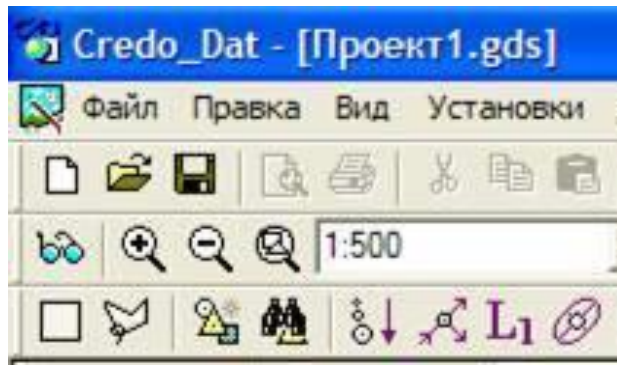 Credo_Dat - [Проект1.gds]
Файл Правка Вид Установки
1:500
L1